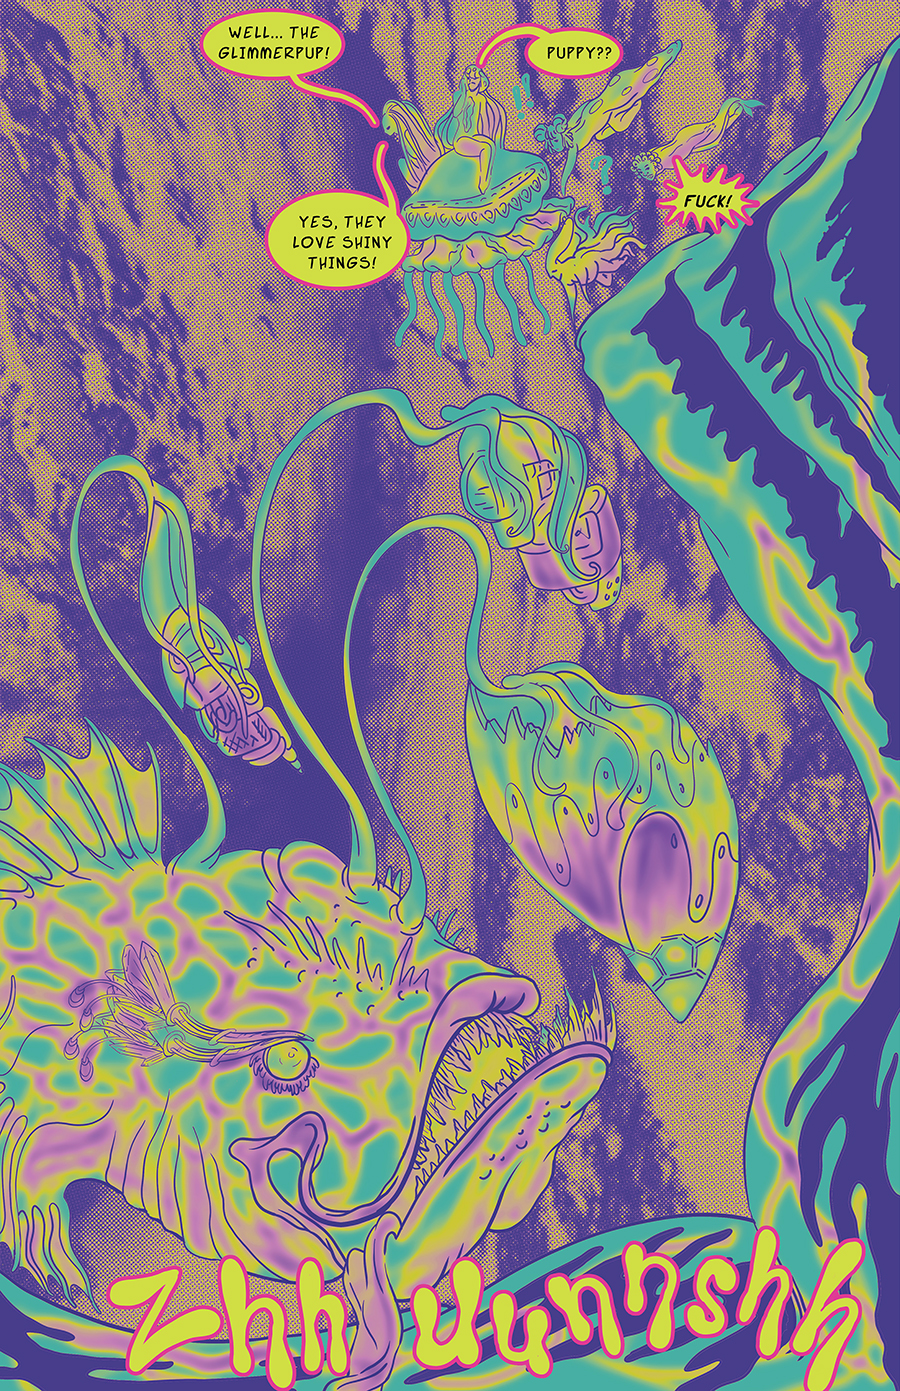 WELL... THE
GLIMMERPUP!
PUPPY??
!!
?
YES, THEY
LOVE SHINY
THINGS!
FUCK!
Zhh uunnshh